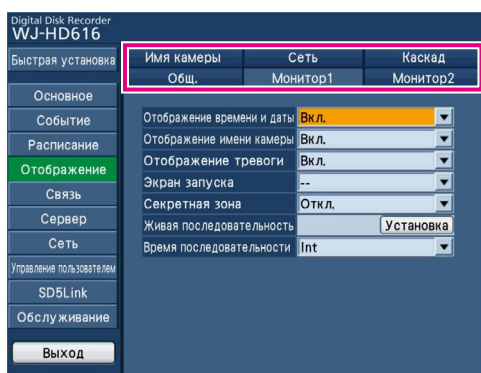 Digital Disk Recorder
WJ-HD616
Быстрая установка
Имя камеры Сеть Каскад
Общ. Монитор1 Монитор2
Основное
Событие
Расписание
Отображение
Связь
Сервер
Сеть
Управление пользователем
SD5Link
Обслуживание
Выход
Отображение времени и даты Вкл.
Отображение имени камеры Вкл.
Отображение тревоги Вкл.
Экран запуска --
Секретная зона Откл.
Живая последовательность Установка
Время последовательности Int